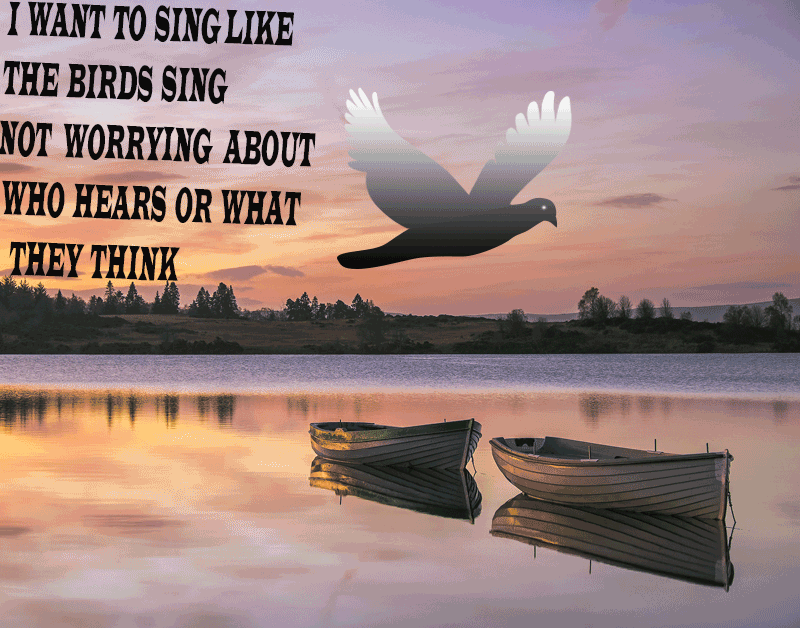 I WANT TO SING LIKE
THE BIRDS SING
NOT WORRYING ABOUT
WHO HEARS OR WHAT
THEY THINK